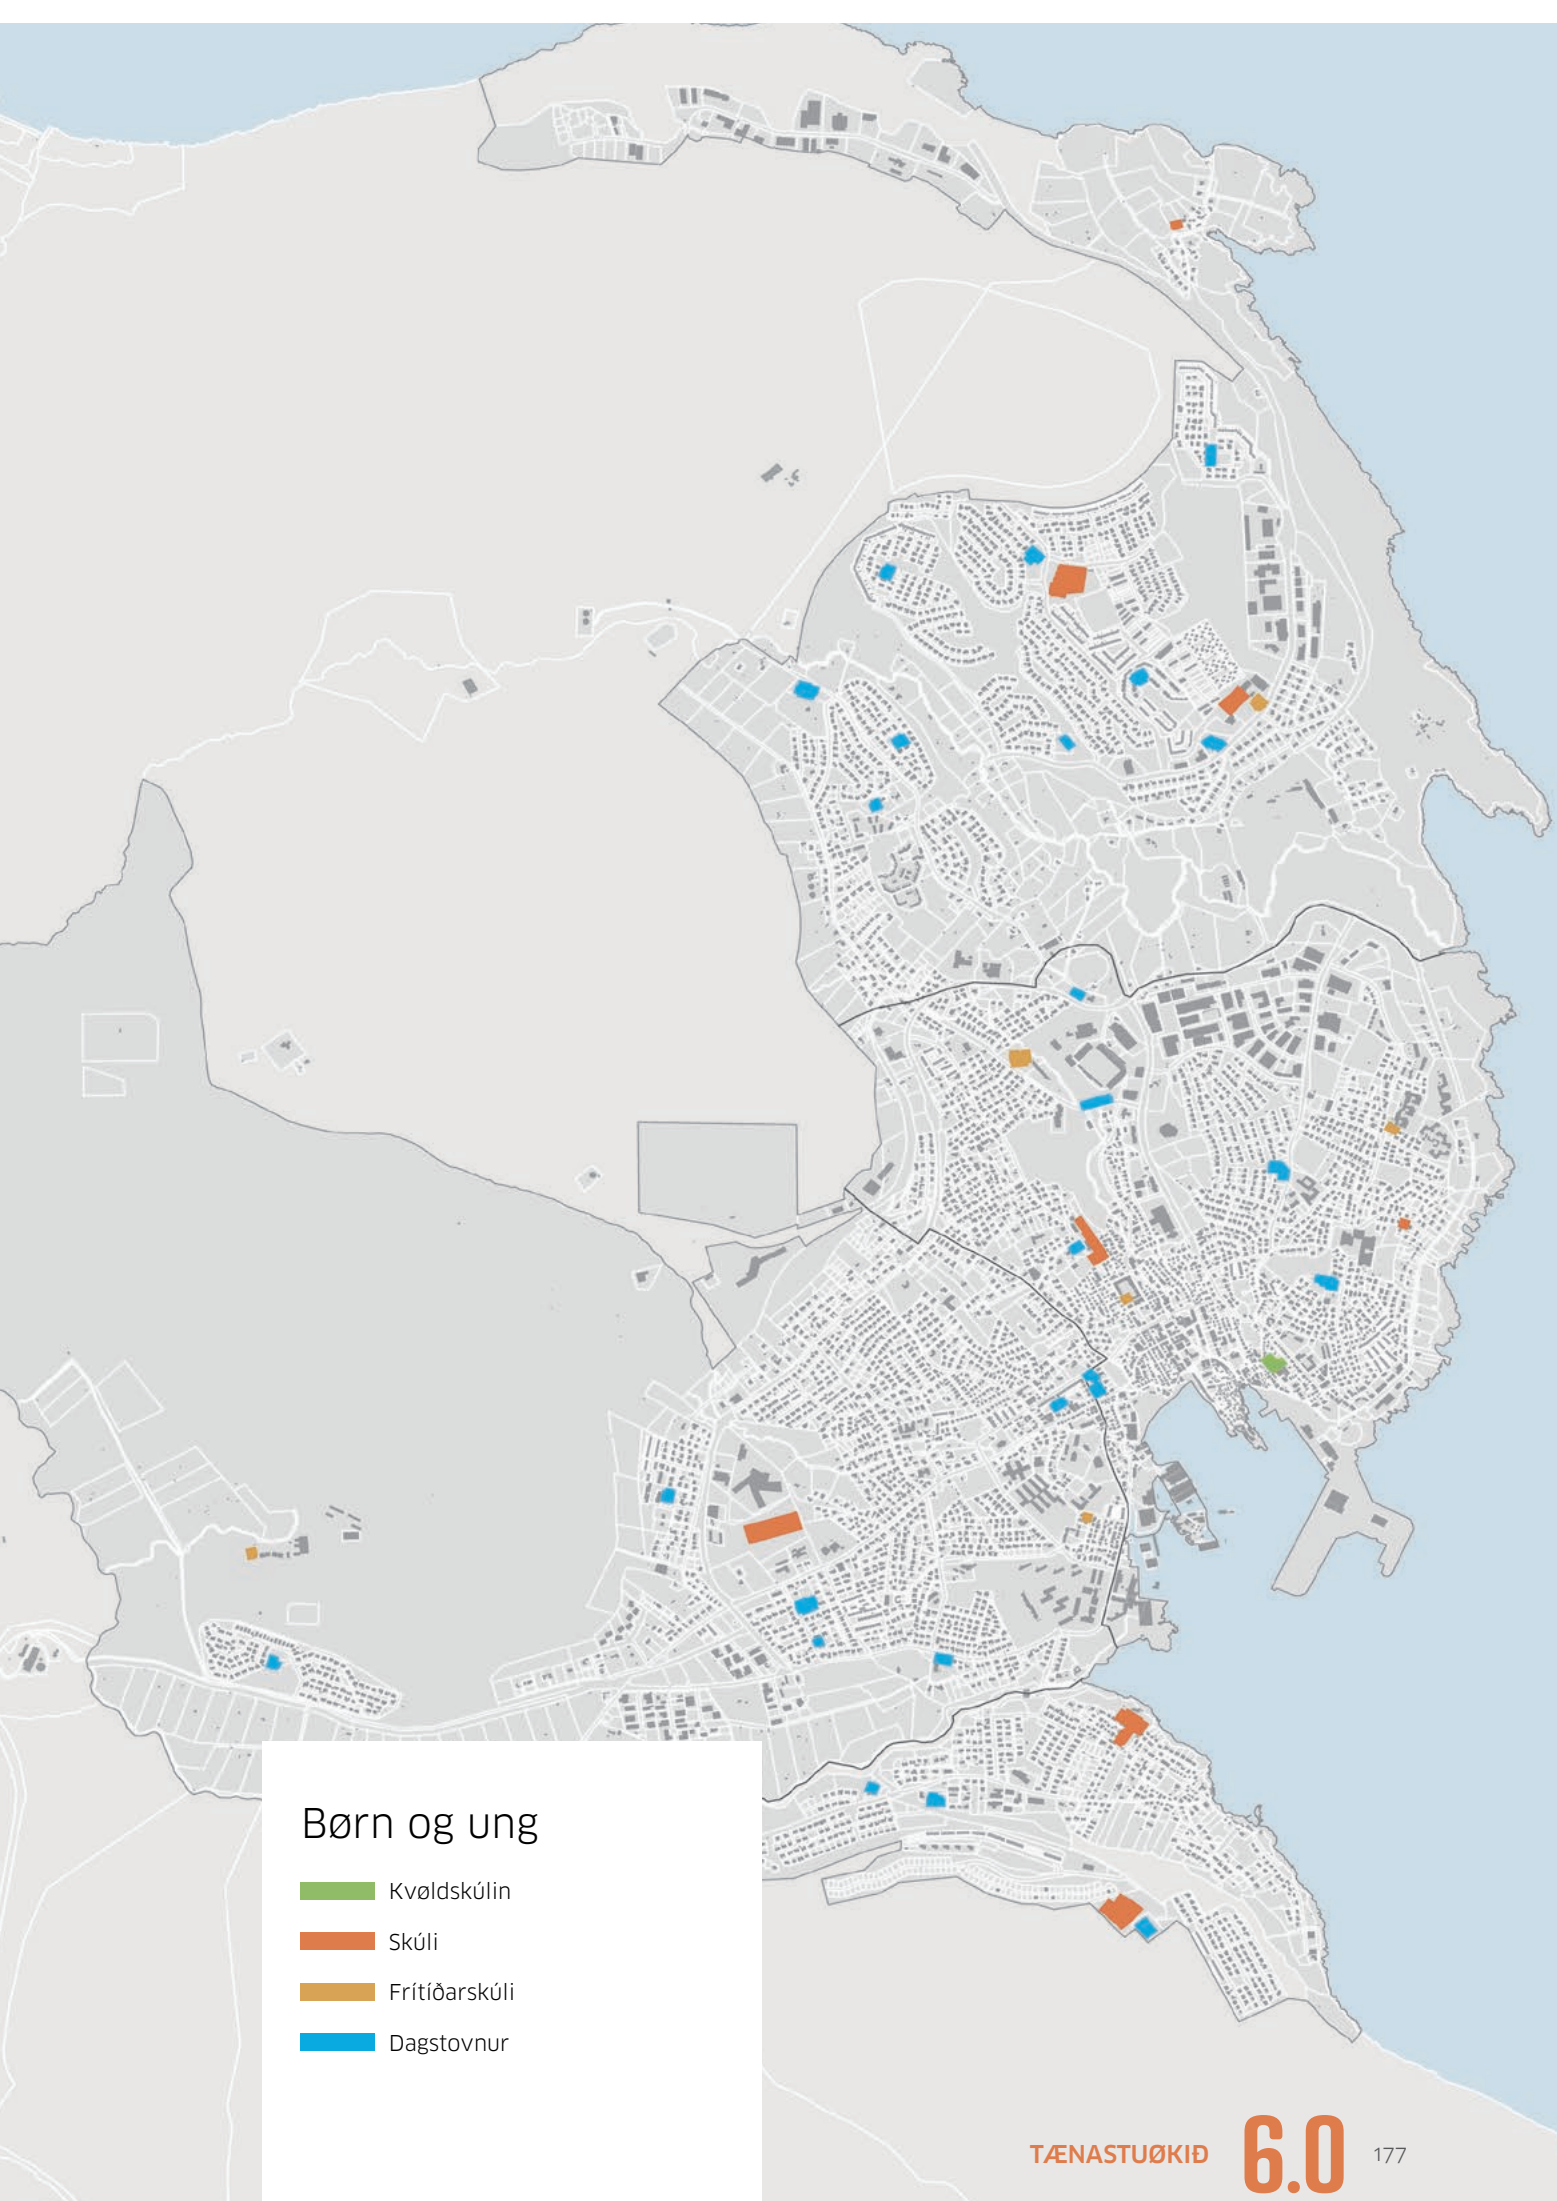 Børn og ung
Kvøldskúlin
Skúli
Frítíðarskúli
Dagstovnur
TÆNASTUØKIÐ 6.0 177